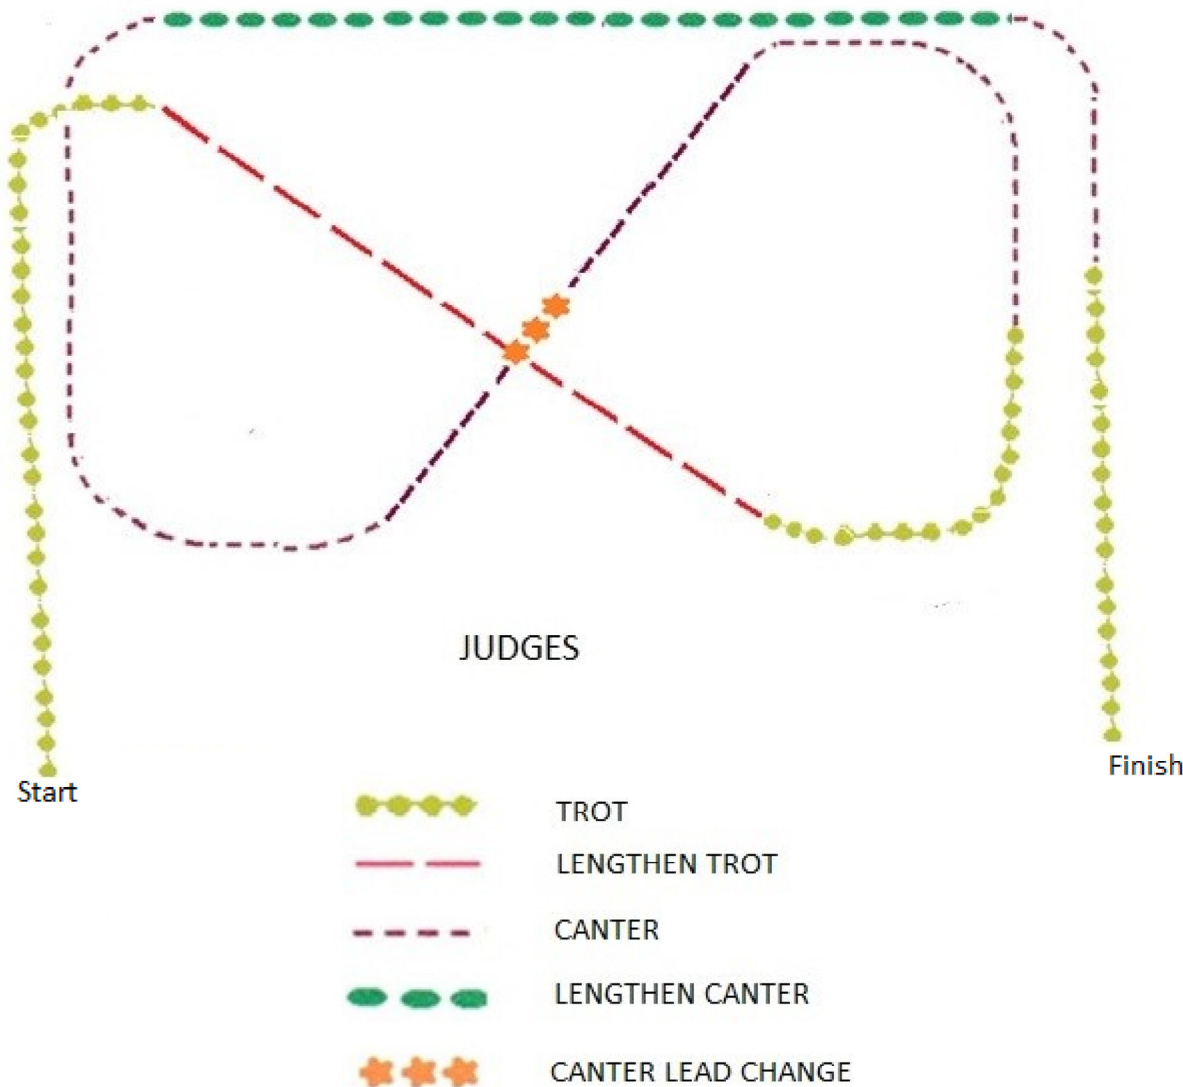 JUDGES
Start
Finish
TROT
LENGTHEN TROT
CANTER
LENGTHEN CANTER
CANTER LEAD CHANGE